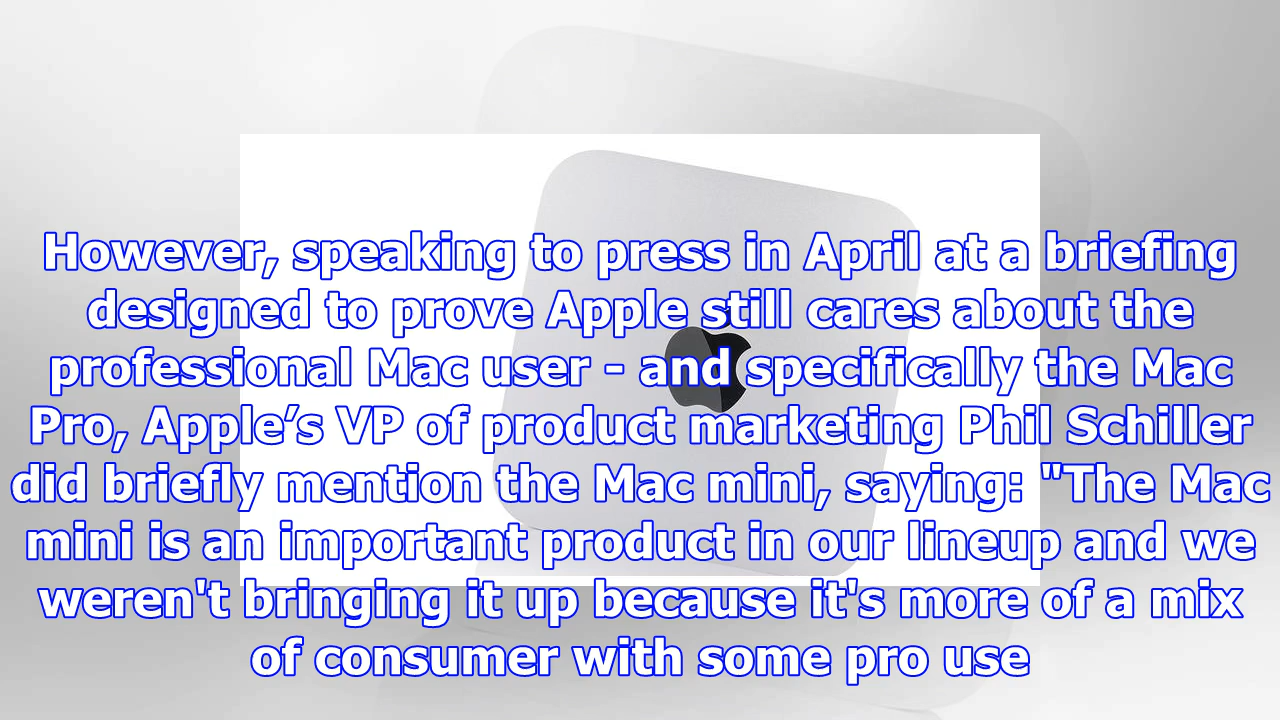 However, speaking to press in April at a briefing
designed to prove Apple still cares about the
professional Mac user - and specifically the Mac
Pro, Apple’s VP of product marketing Phil Schiller
did briefly mention the Mac mini, saying: "The Mac
mini is an important product in our lineup and we
weren't bringing it up because it's more of a mix
of consumer with some pro use